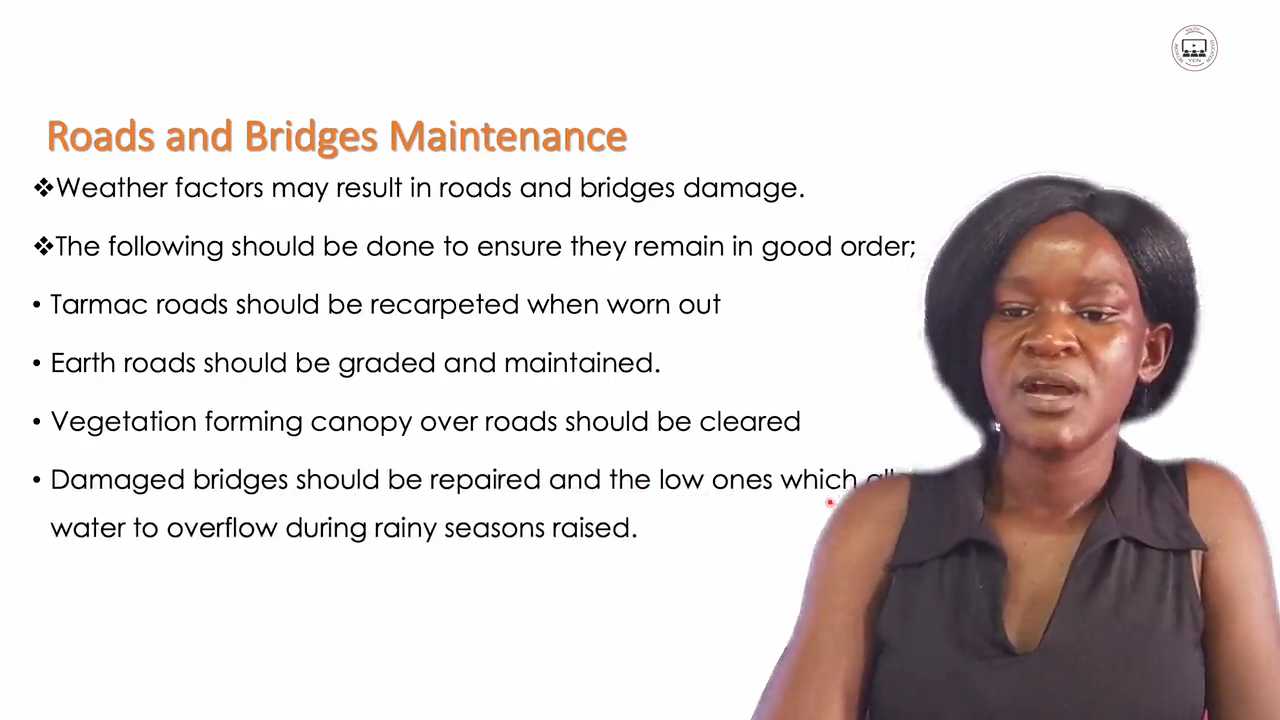 Roads and Bridges Maintenance
❖Weather factors may result in roads and bridges damage.
❖The following should be done to ensure they remain in good order;
• Tarmac roads should be recarpeted when worn out
• Earth roads should be graded and maintained.
• Vegetation forming canopy over roads should be cleared
• Damaged bridges should be repaired and the low ones which
water to overflow during rainy seasons raised.